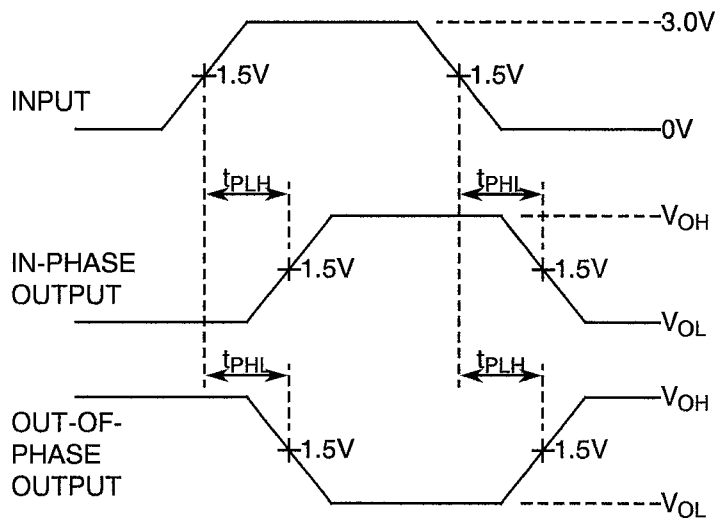 3.0V
1.5V 1.5V
INPUT
0V
tPLH tPHL
VOH
IN-PHASE
OUTPUT
1.5V 1.5V
VOL
tPHL tPLH
VOH
OUT-OF-
PHASE
OUTPUT
1.5V 1.5V
VOL